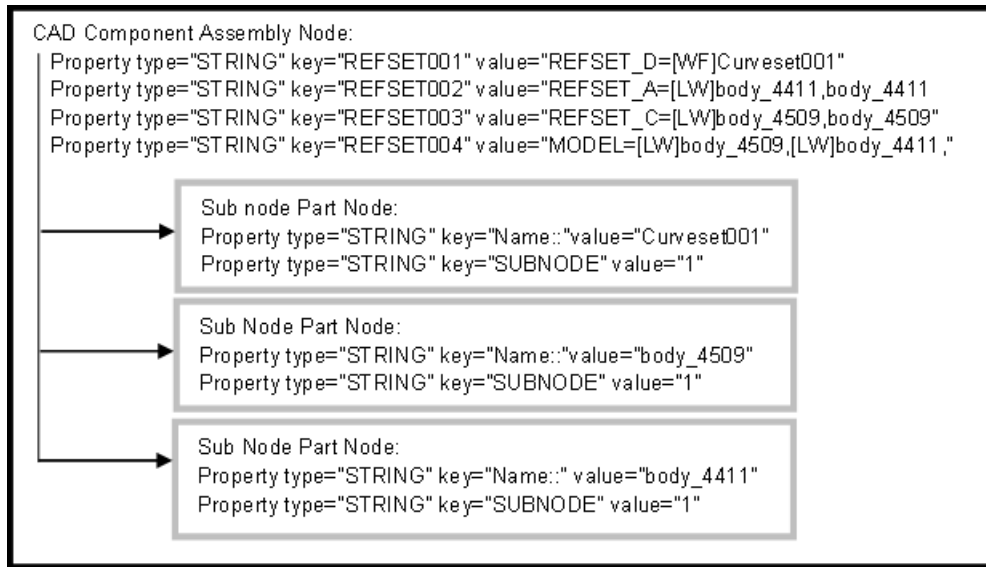 CAD Component Assembly Node:
Property type="STRING" key="REFSET001" value="REFSET_D=[WF]Curveset001"
Property type="STRING" key="REFSET002" value="REFSET_A=[LW]body_4411,body_4411
Property type="STRING" key="REFSET003" value="REFSET_C=[LW]body_4509,body_4509"
Property type="STRING" key="REFSET004" value="MODEL=[LW]body_4509,[LW]body_4411,"
Sub node Part Node:
Property type="STRING" key="Name::"value="Curveset001"
Property type="STRING" key="SUBNODE" value="1"
Sub Node Part Node:
Property type="STRING" key="Name::"value="body_4509"
Property type="STRING" key="SUBNODE" value="1"
Sub Node Part Node:
Property type="STRING" key="Name::" value="body_4411"
Property type="STRING" key="SUBNODE" value="1"